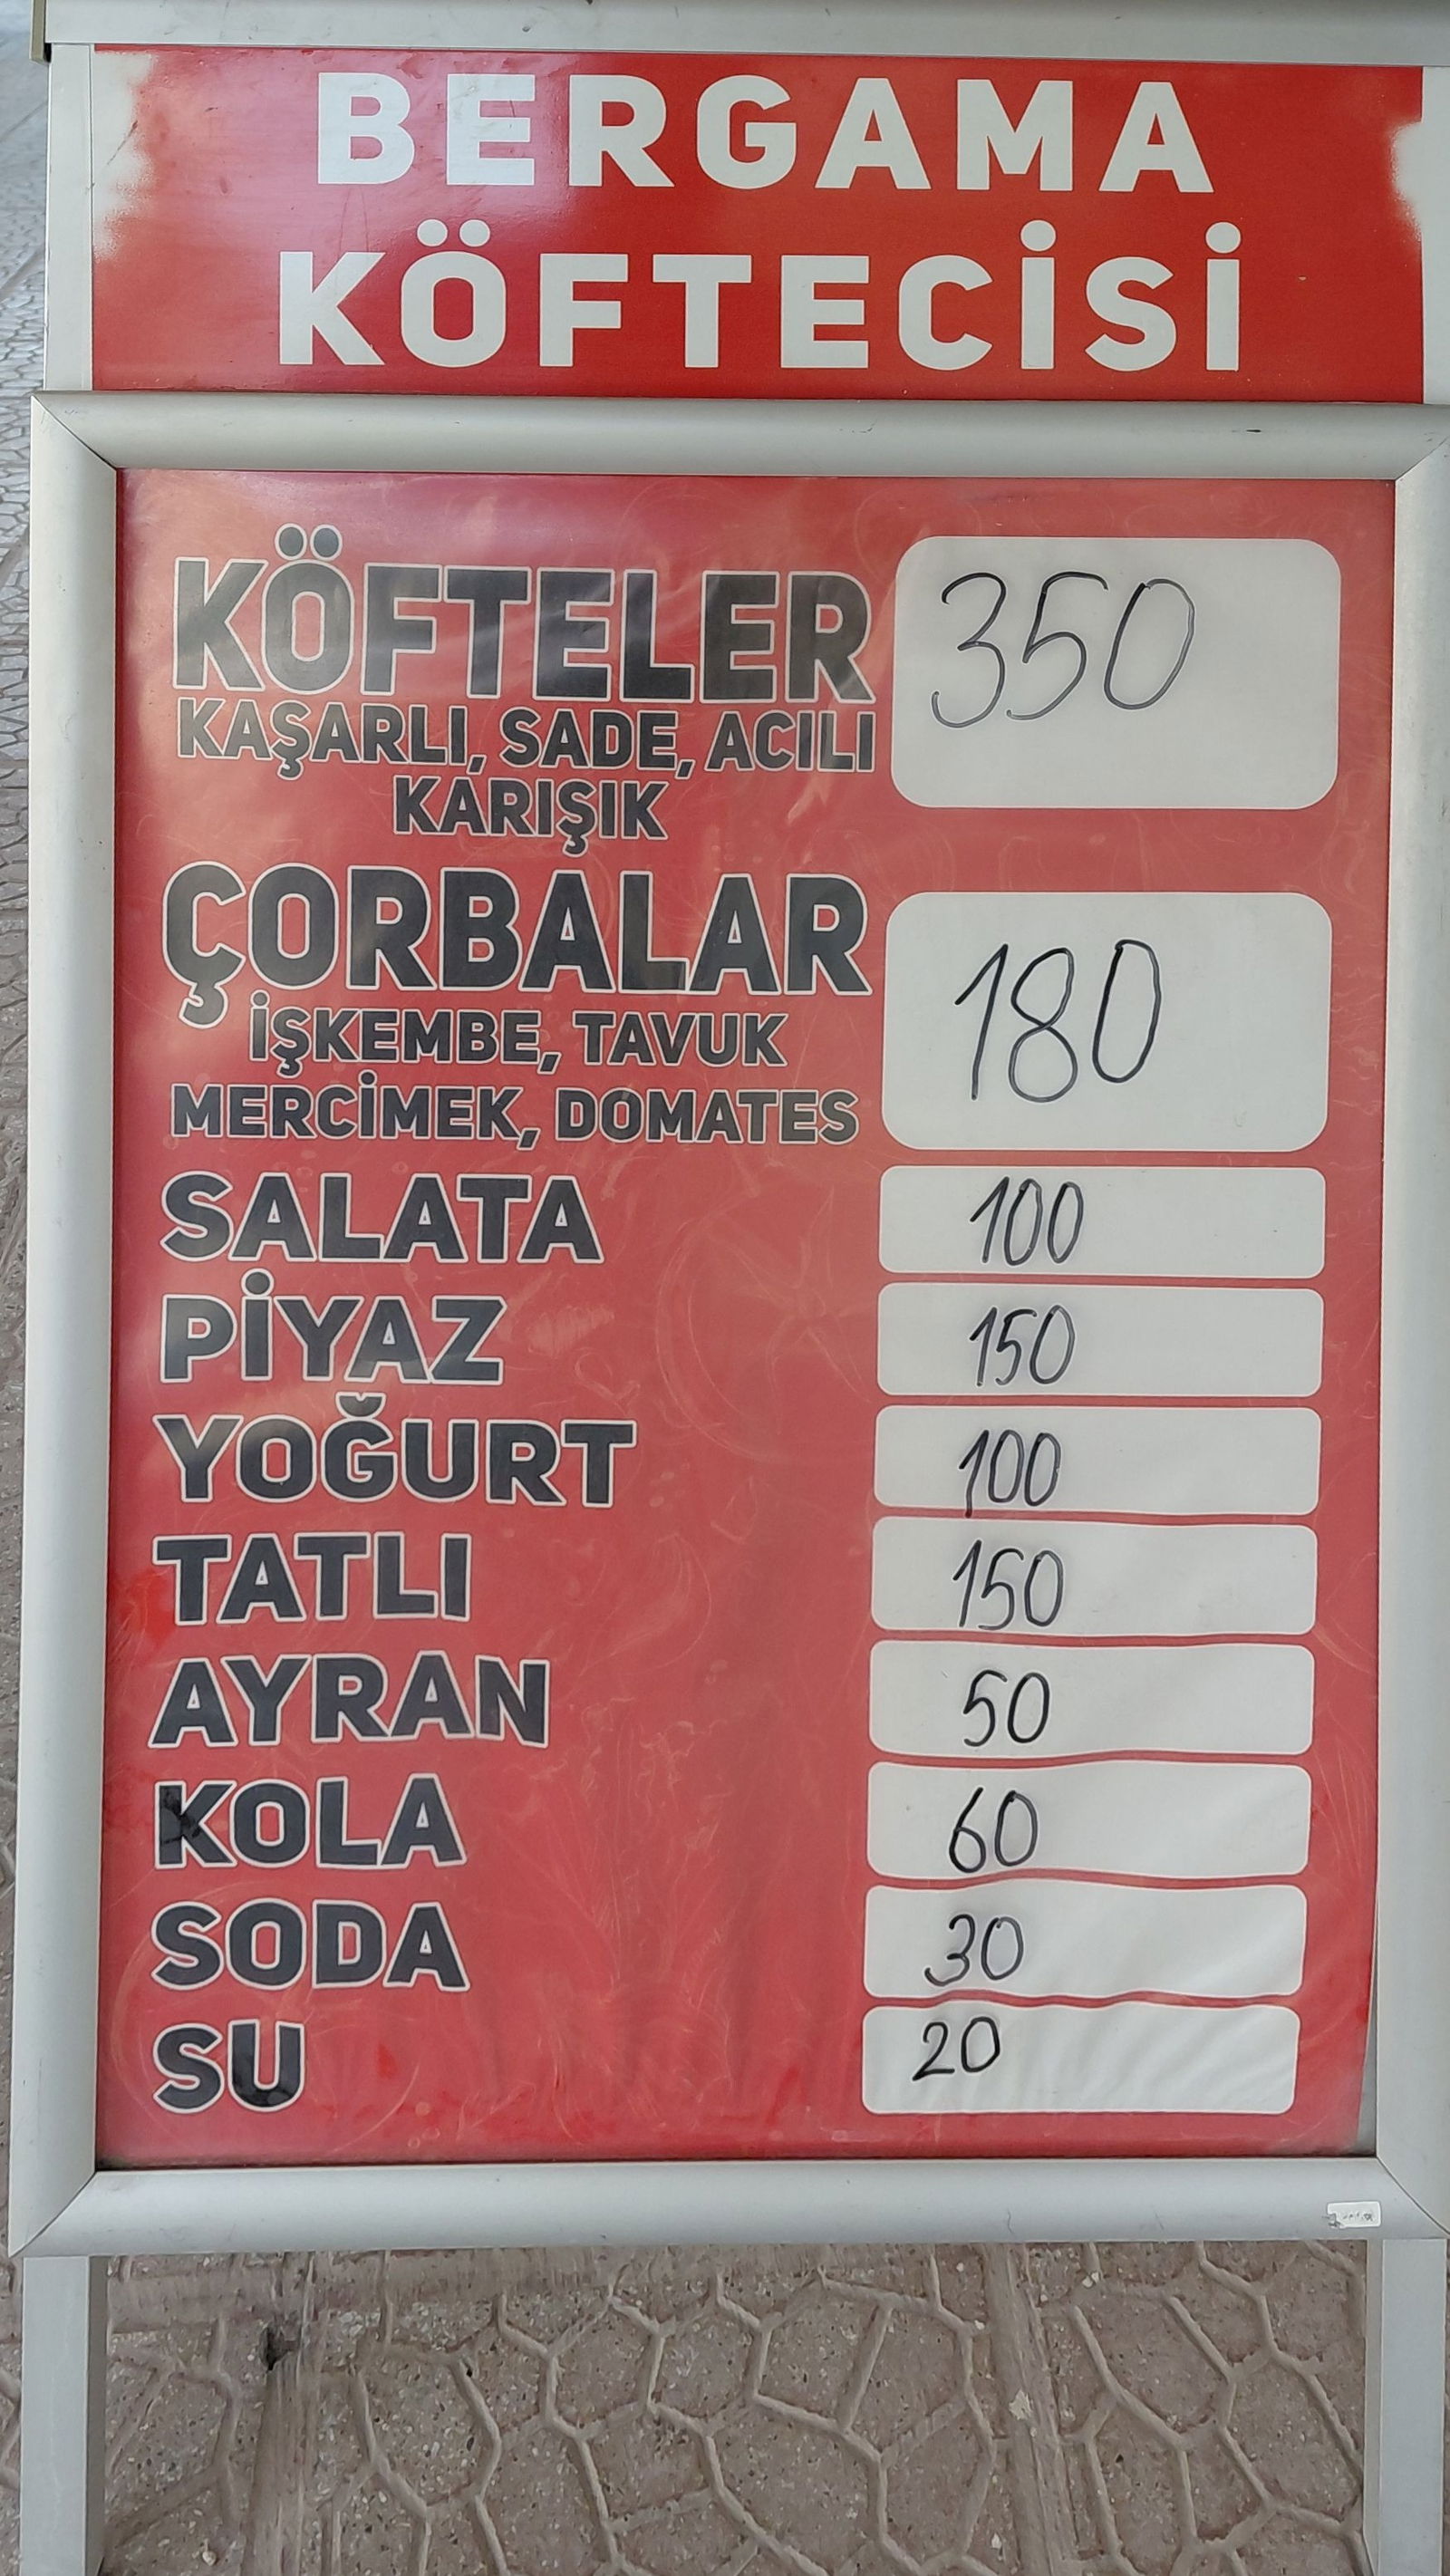 BERGAMA
KÖFTECİSİ
KÖFTELER 350
KAŞARLI, SADE, ACILI
KARIŞIK
ÇORBALAR 180
İŞKEMBE, TAVUK
MERCİMEK, DOMATES
SALATA 100
PİYAZ 150
YOĞURT 100
TATLI 150
AYRAN 50
KOLA 60
SODA 30
SU 20